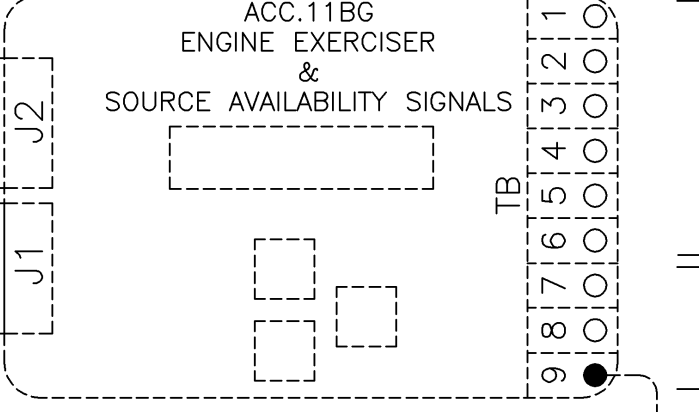 ACC.11BG
ENGINE EXERCISER
&
SOURCE AVAILABILITY SIGNALS
J2
J1
TB
1
2
3
4
5
6
7
8
9